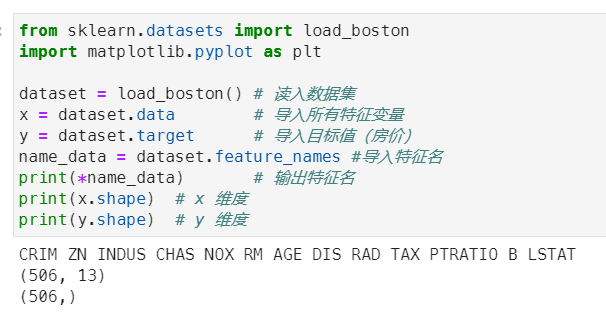 from sklearn.datasets import load_boston
import matplotlib.pyplot as plt
dataset = load_boston() # 读入数据集
x = dataset.data # 导入所有特征变量
y = dataset.target # 导入目标值（房价）
name_data = dataset.feature_names #导入特征名
print(*name_data) # 输出特征名
print(x.shape) # x 维度
print(y.shape) # y 维度
CRIM ZN INDUS CHAS NOX RM AGE DIS RAD TAX PTRATIO B LSTAT
(506, 13)
(506,)